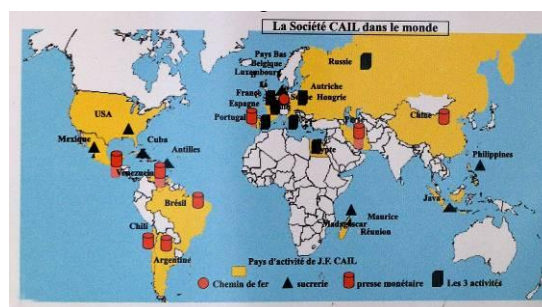 La Société CAIL dans le monde
Pays Bas
Belgique
Luxembourg
Russie
Autriche
France
Hongrie
Espagne
Portugal
USA
Chine
Mexique
Cuba
Antilles
Philippines
Venezuela
Brésil
Java
Maurice
Madagascar
Réunion
Chili
Argentine
Pays d'activité de J.F. CAIL
Chemin de fer
sucrerie
presse monétaire
Les 3 activités